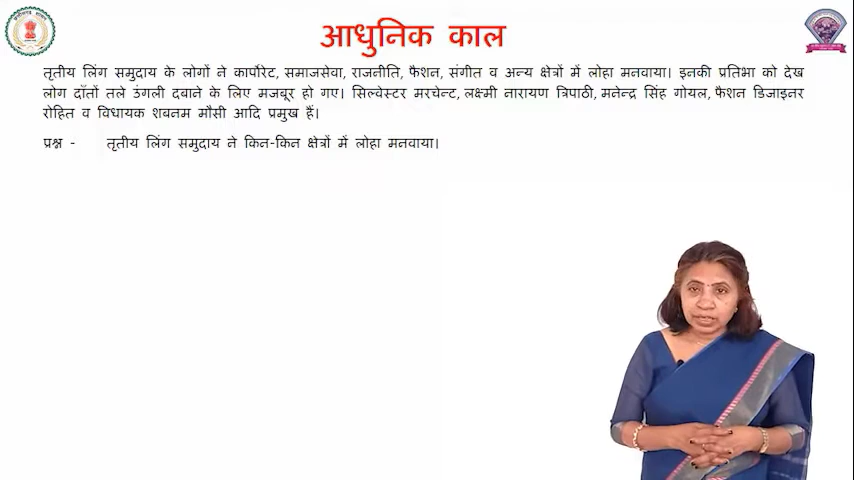 आधुनिक काल
तृतीय लिंग समुदाय के लोगों ने कार्पोरेट, समाजसेवा, राजनीति, फैशन, संगीत व अन्य क्षेत्रों में लोहा मनवाया। इनकी प्रतिभा को देख
लोग दाँतों तले उंगली दबाने के लिए मजबूर हो गए। सिल्वेस्टर मरचेन्ट, लक्ष्मी नारायण त्रिपाठी, मनेन्द्र सिंह गोयल, फैशन डिजाइनर
रोहित व विधायक शबनम मौसी आदि प्रमुख हैं।
प्रश्न - तृतीय लिंग समुदाय ने किन-किन क्षेत्रों में लोहा मनवाया।